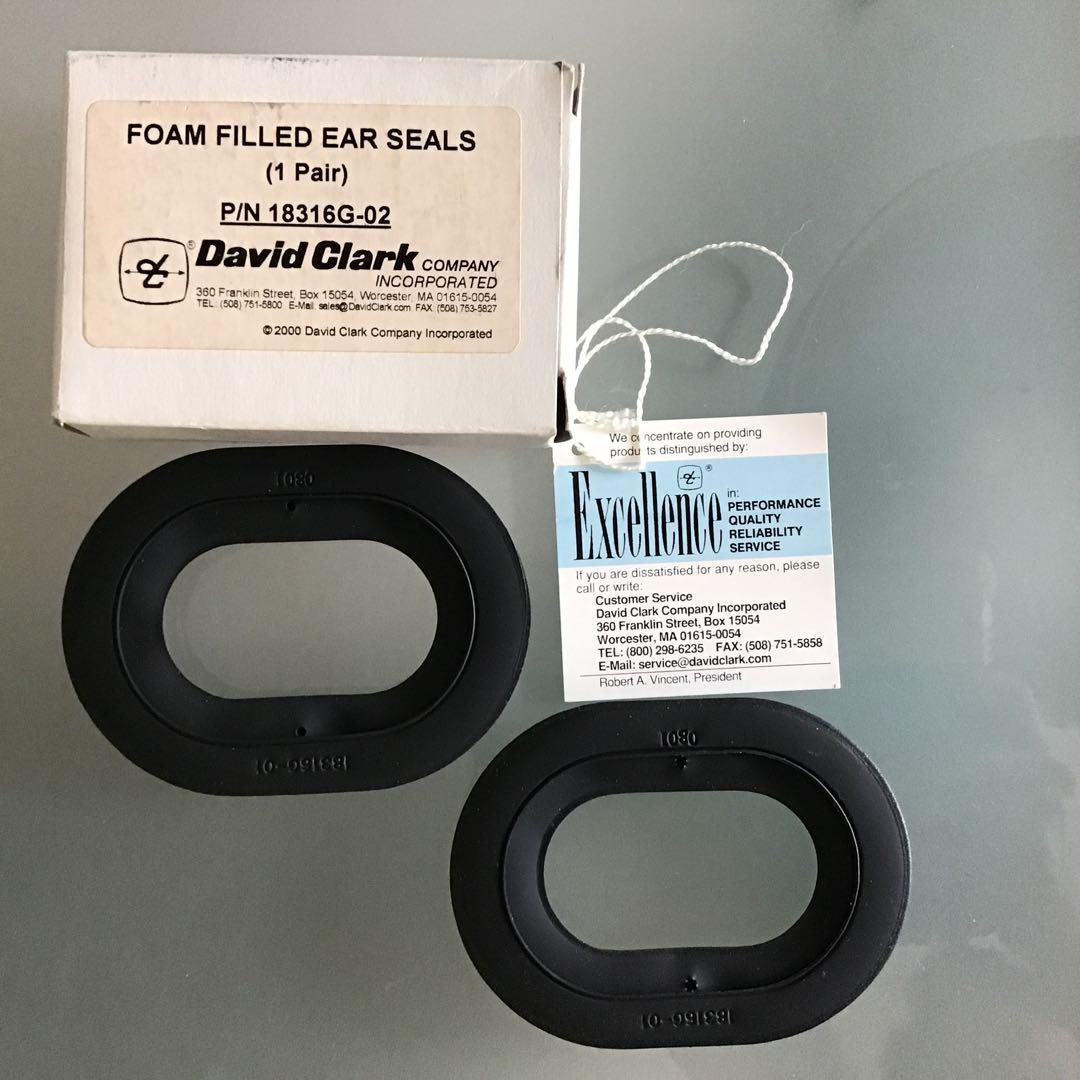 FOAM FILLED EAR SEALS
(1 Pair)
P/N 18316G-02
® David Clark COMPANY
INCORPORATED
360 Franklin Street, Box 15054, Worcester, MA 01615-0054
TEL: (508) 751-5800 E-Mail: sales@DavidClark.com FAX: (508) 753-5827
© 2000 David Clark Company Incorporated
We concentrate on providing
products distinguished by:
Excellence ® in:
PERFORMANCE
QUALITY
RELIABILITY
SERVICE
If you are dissatisfied for any reason, please
call or write:
Customer Service
David Clark Company Incorporated
360 Franklin Street, Box 15054
Worcester, MA 01615-0054
TEL: (800) 298-6235 FAX: (508) 751-5858
E-Mail: service@davidclark.com
Robert A. Vincent, President
0801
18315G-01
0801
18315G-01